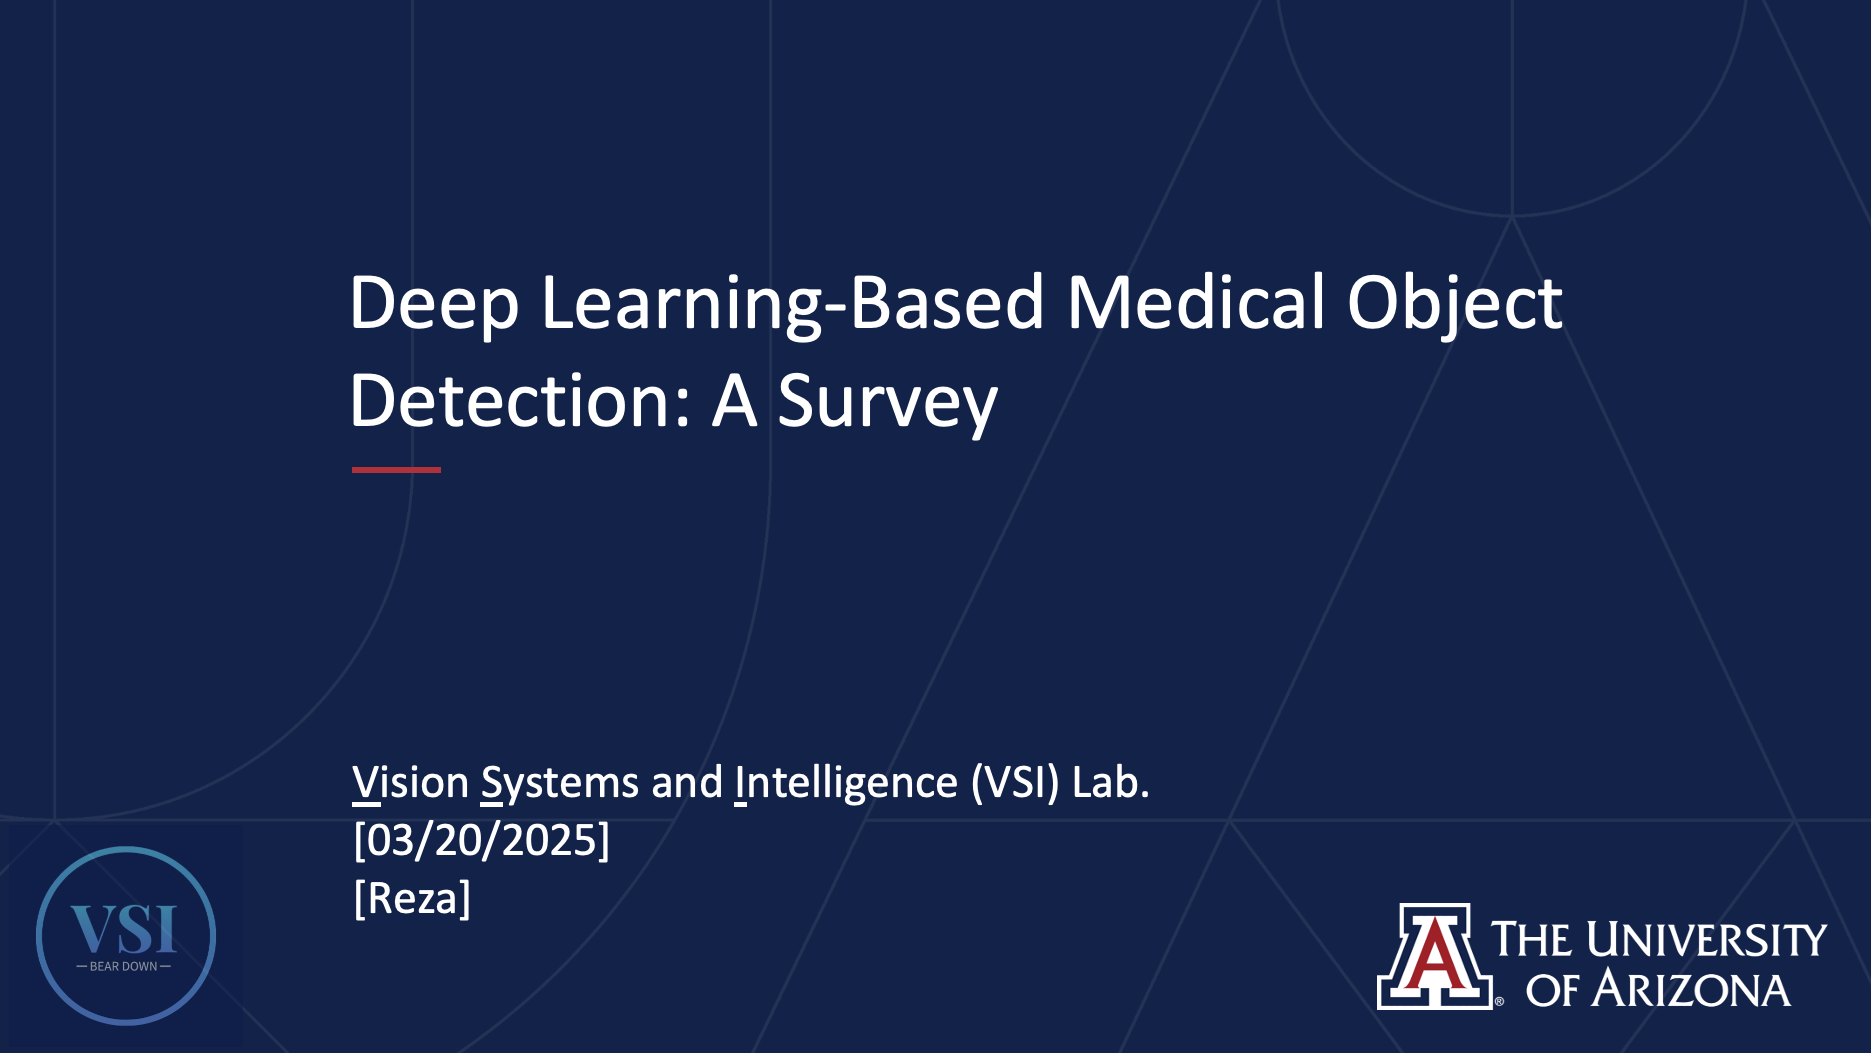 Deep Learning-Based Medical Object
Detection: A Survey
Vision Systems and Intelligence (VSI) Lab.
[03/20/2025]
[Reza]
VSI
BEAR DOWN
A
®
THE UNIVERSITY
OF ARIZONA